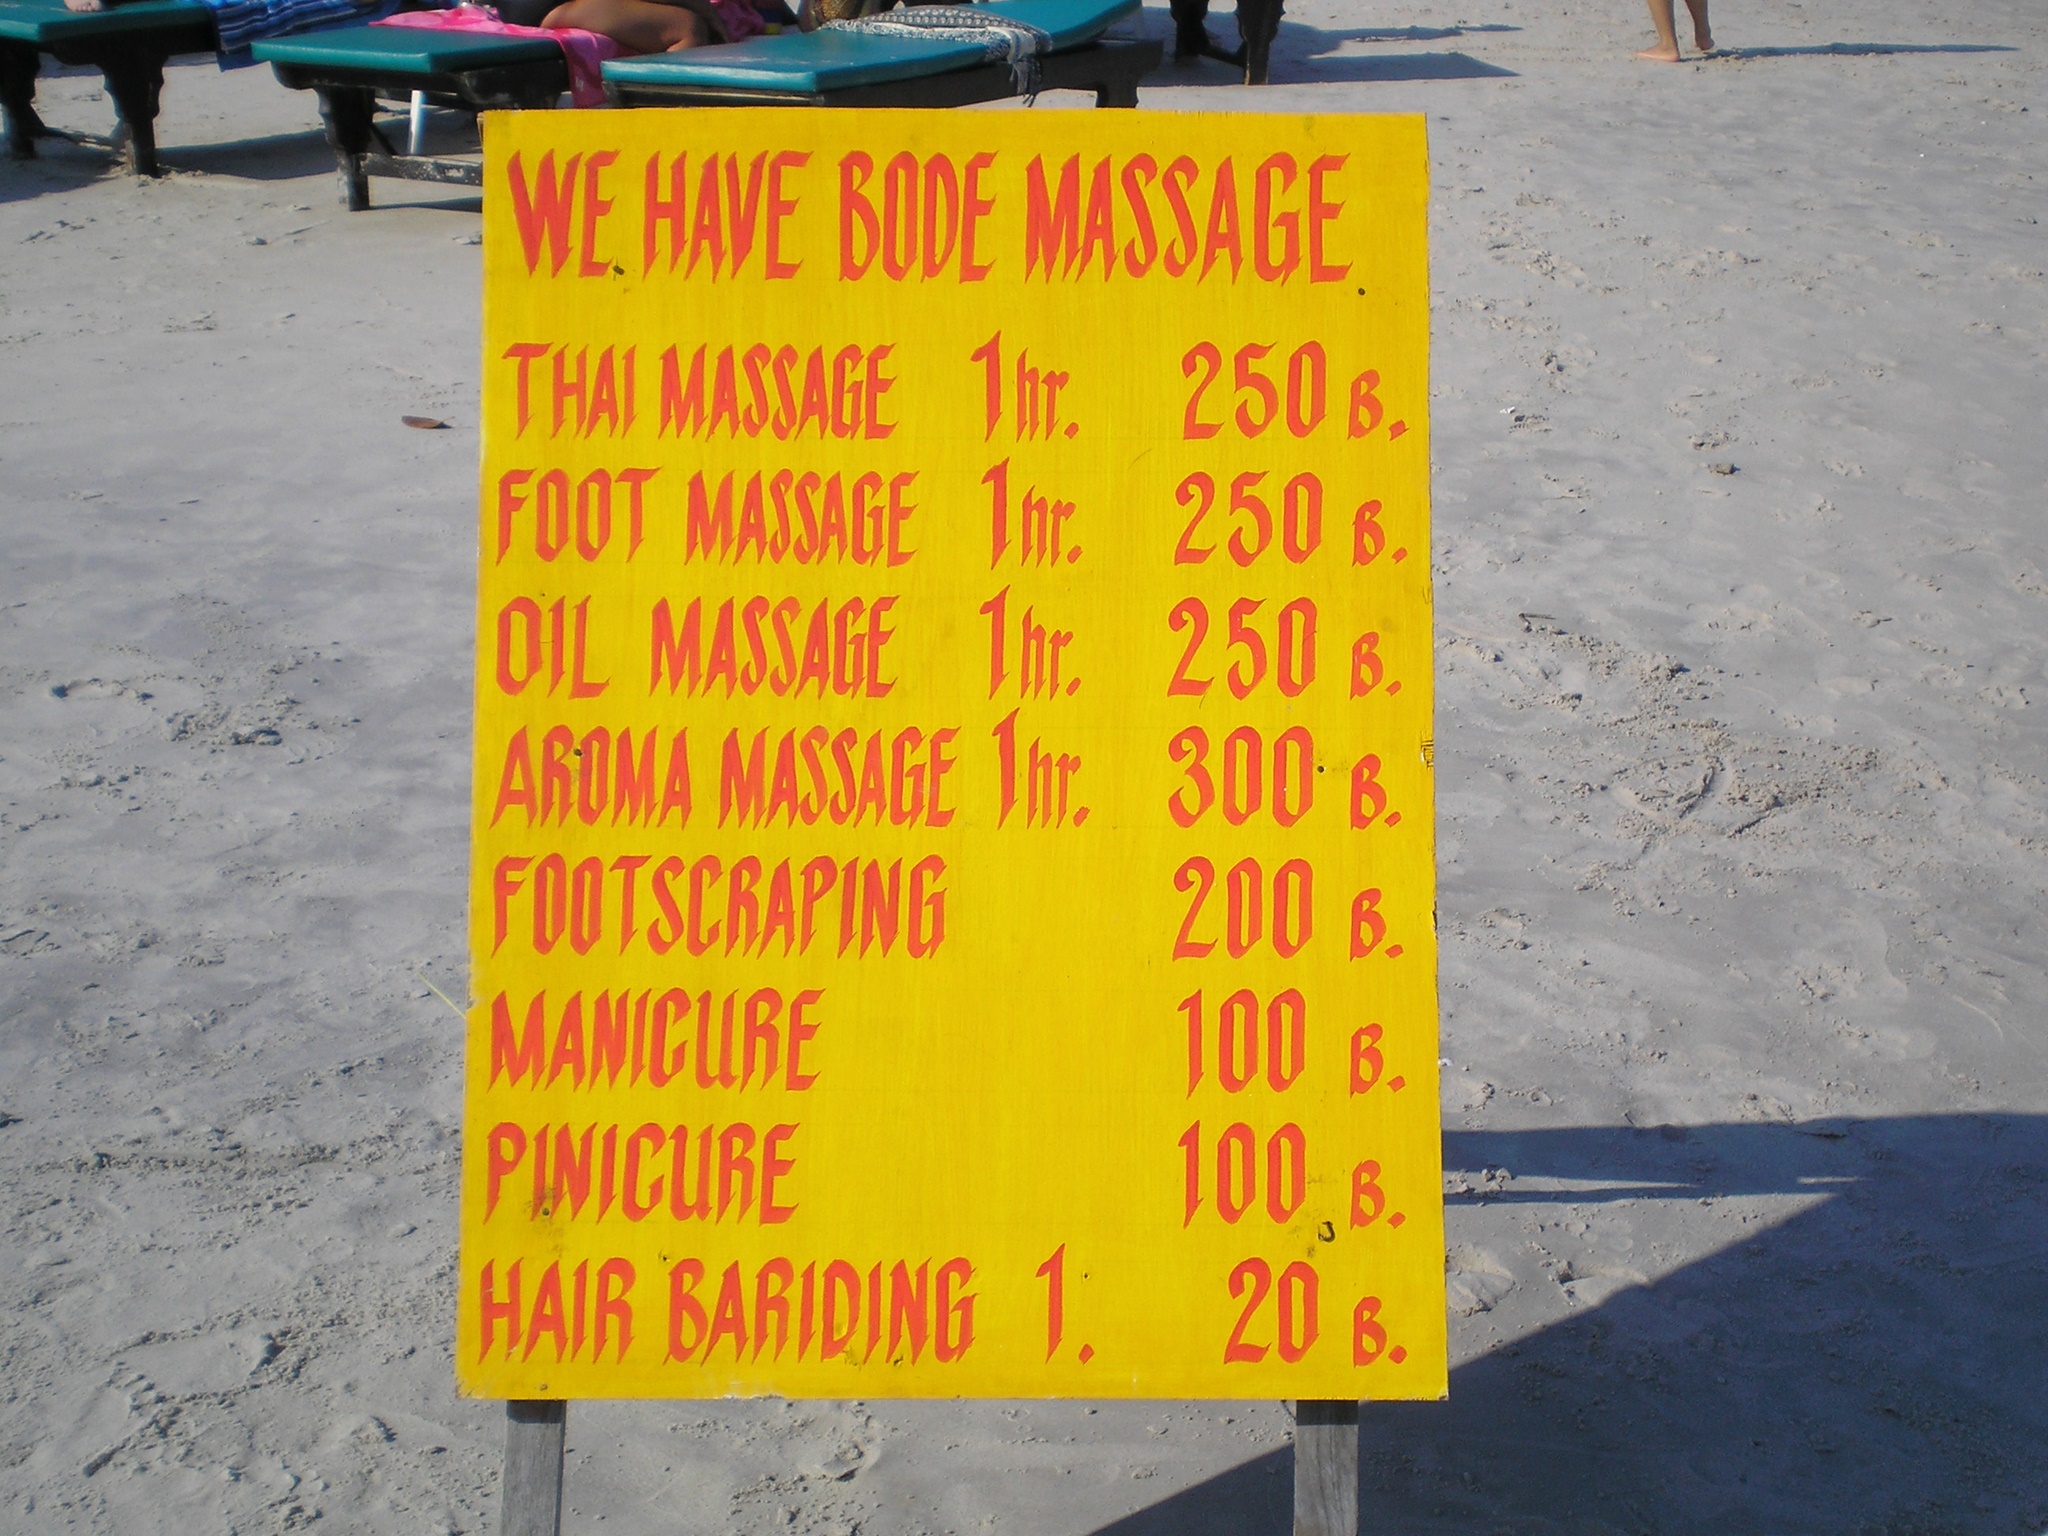 WE HAVE BODE MASSAGE
THAI MASSAGE 1hr. 250 B.
FOOT MASSAGE 1hr. 250 B.
OIL MASSAGE 1hr. 250 B.
AROMA MASSAGE 1hr. 300 B.
FOOTSCRAPING 200 B.
MANICURE 100 B.
PINICURE 100 B.
HAIR BARIDING 1. 20 B.